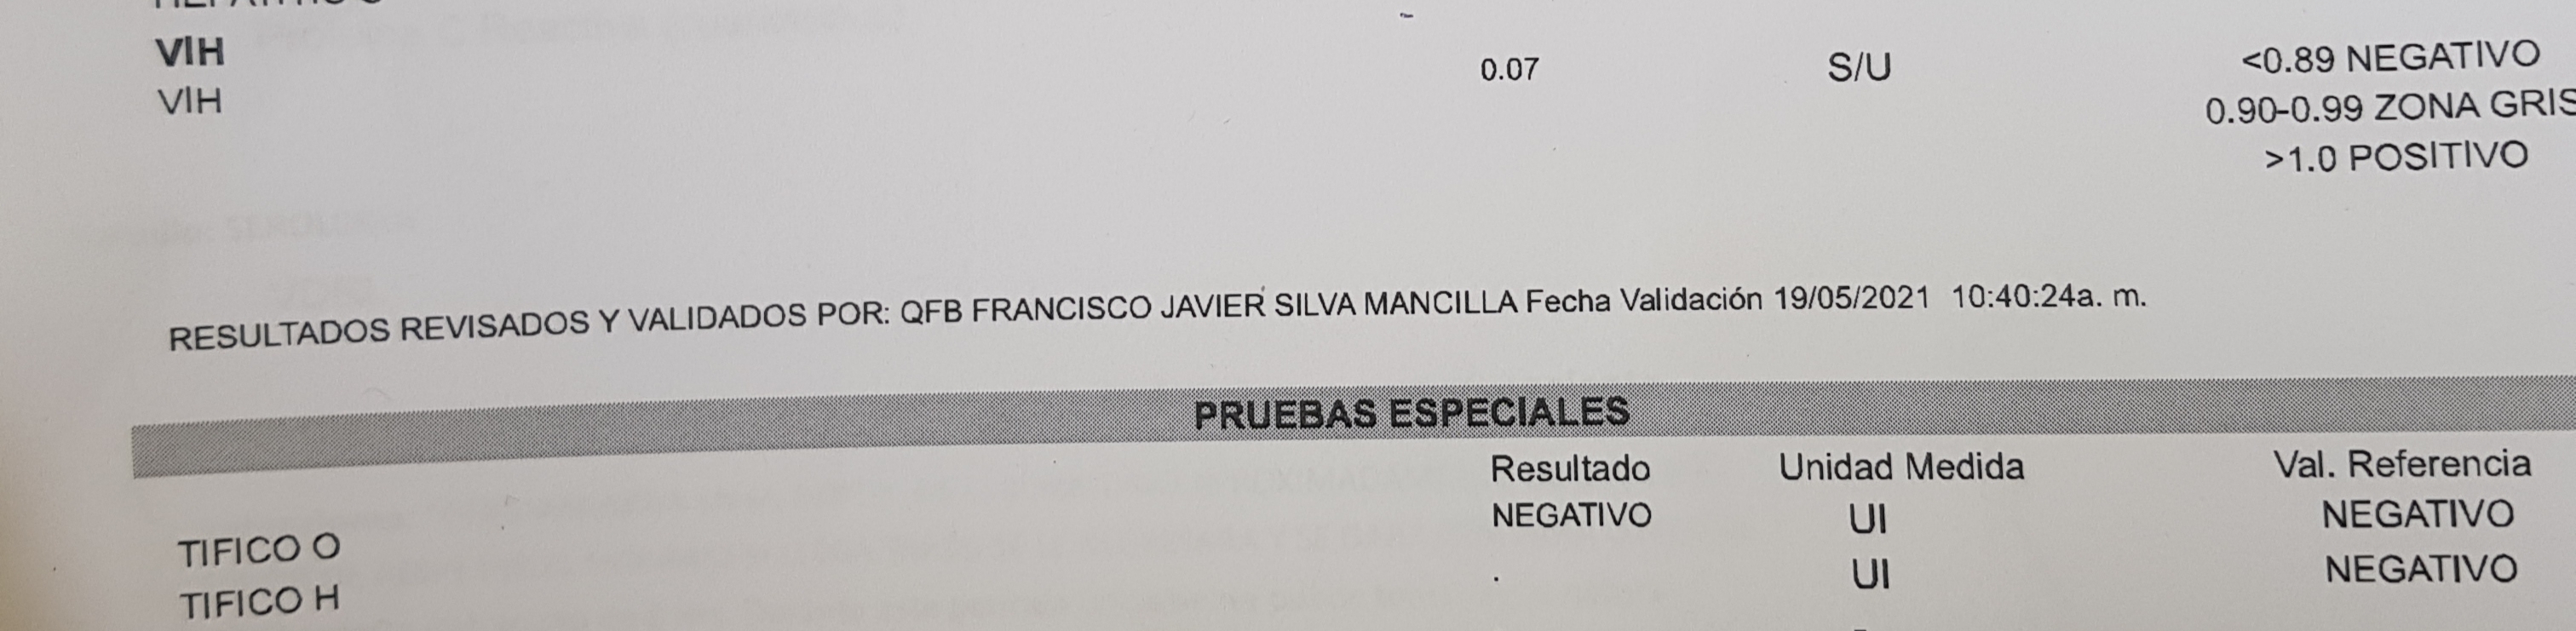 VIH
VIH 0.07 S/U <0.89 NEGATIVO
0.90-0.99 ZONA GRIS
>1.0 POSITIVO
RESULTADOS REVISADOS Y VALIDADOS POR: QFB FRANCISCO JAVIER SILVA MANCILLA Fecha Validación 19/05/2021 10:40:24a. m.
PRUEBAS ESPECIALES
Resultado Unidad Medida Val. Referencia
TIFICO O NEGATIVO UI NEGATIVO
TIFICO H . UI NEGATIVO